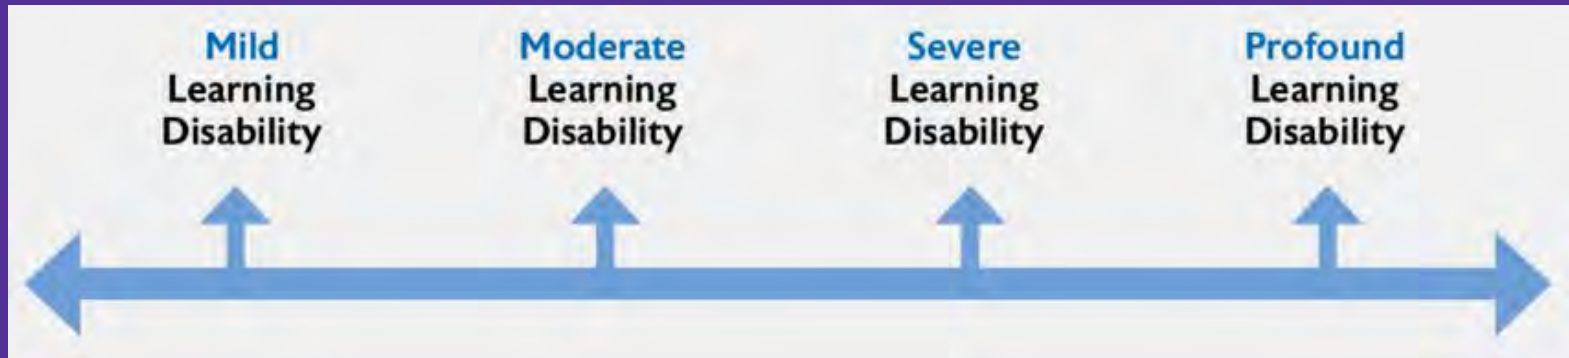 Mild
Learning
Disability
Moderate
Learning
Disability
Severe
Learning
Disability
Profound
Learning
Disability